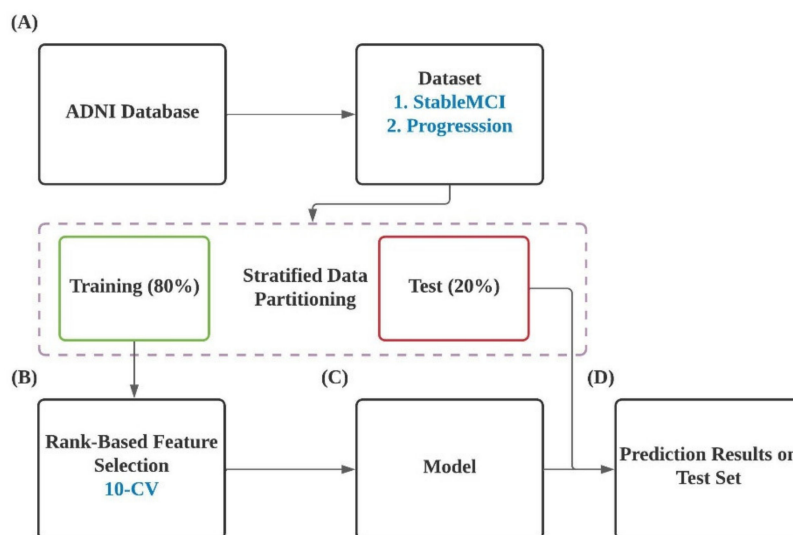 (A)
ADNI Database
Dataset
1. StableMCI
2. Progresssion
Training (80%)
Stratified Data
Partitioning
Test (20%)
(B)
(C)
(D)
Rank-Based Feature
Selection
10-CV
Model
Prediction Results on
Test Set